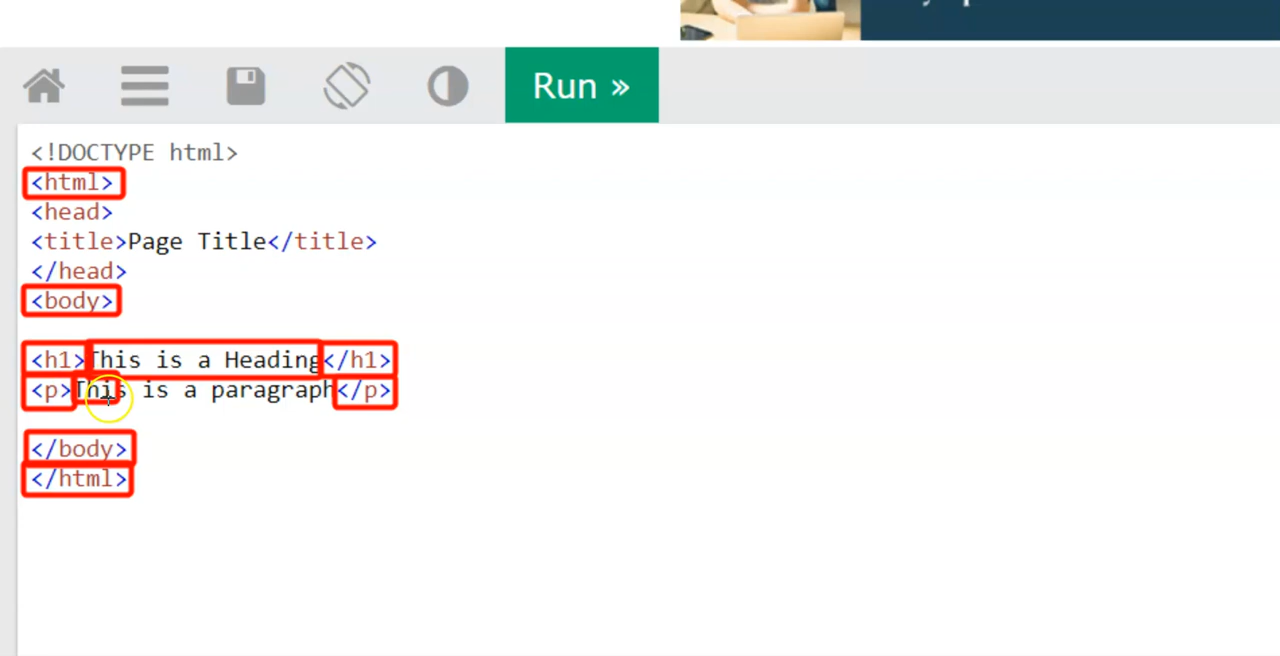 Run »
<!DOCTYPE html>
<html>
<head>
<title>Page Title</title>
</head>
<body>
<h1>This is a Heading</h1>
<p>This is a paragraph</p>
</body>
</html>